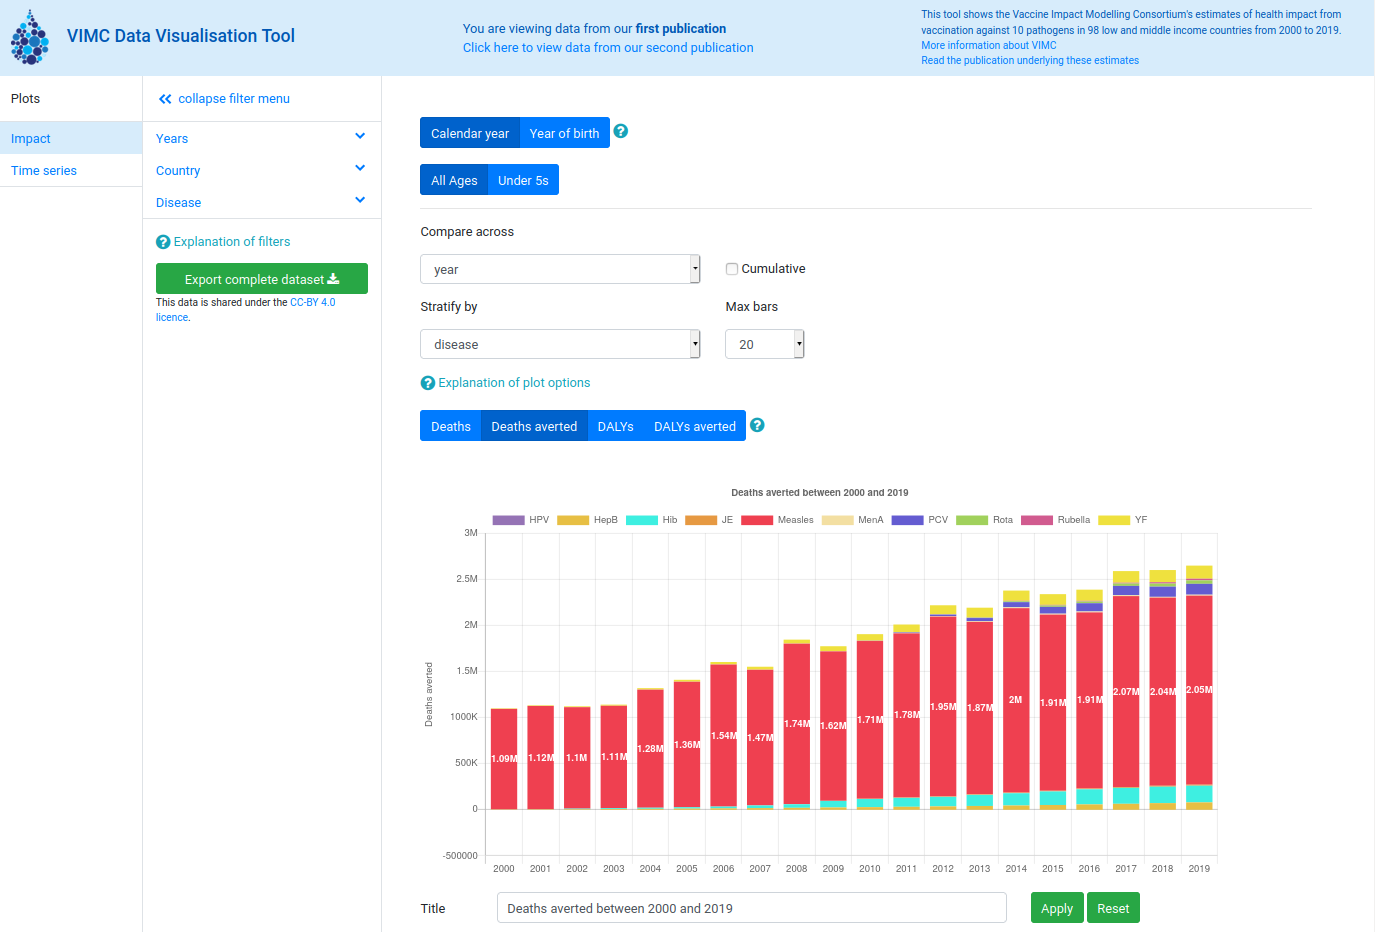 VIMC Data Visualisation Tool
You are viewing data from our first publication
Click here to view data from our second publication
This tool shows the Vaccine Impact Modelling Consortium's estimates of health impact from
vaccination against 10 pathogens in 98 low and middle income countries from 2000 to 2019.
More information about VIMC
Read the publication underlying these estimates
Plots
Impact
Time series
collapse filter menu
Years
Country
Disease
Explanation of filters
Export complete dataset
This data is shared under the CC-BY 4.0
licence.
Calendar year Year of birth
All Ages Under 5s
Compare across
year
Cumulative
Stratify by
Max bars
disease
20
Explanation of plot options
Deaths Deaths averted DALYs DALYs averted
Deaths averted between 2000 and 2019
HPV HepB Hib JE Measles MenA PCV Rota Rubella YF
Deaths averted
3M
2.5M
2M
1.5M
1000K
500K
0
-500000
1.09M 1.12M 1.1M 1.11M 1.28M 1.36M 1.54M 1.47M 1.74M 1.62M 1.71M 1.78M 1.95M 1.87M 2M 1.91M 1.91M 2.07M 2.04M 2.05M
2000 2001 2002 2003 2004 2005 2006 2007 2008 2009 2010 2011 2012 2013 2014 2015 2016 2017 2018 2019
Title
Deaths averted between 2000 and 2019
Apply Reset